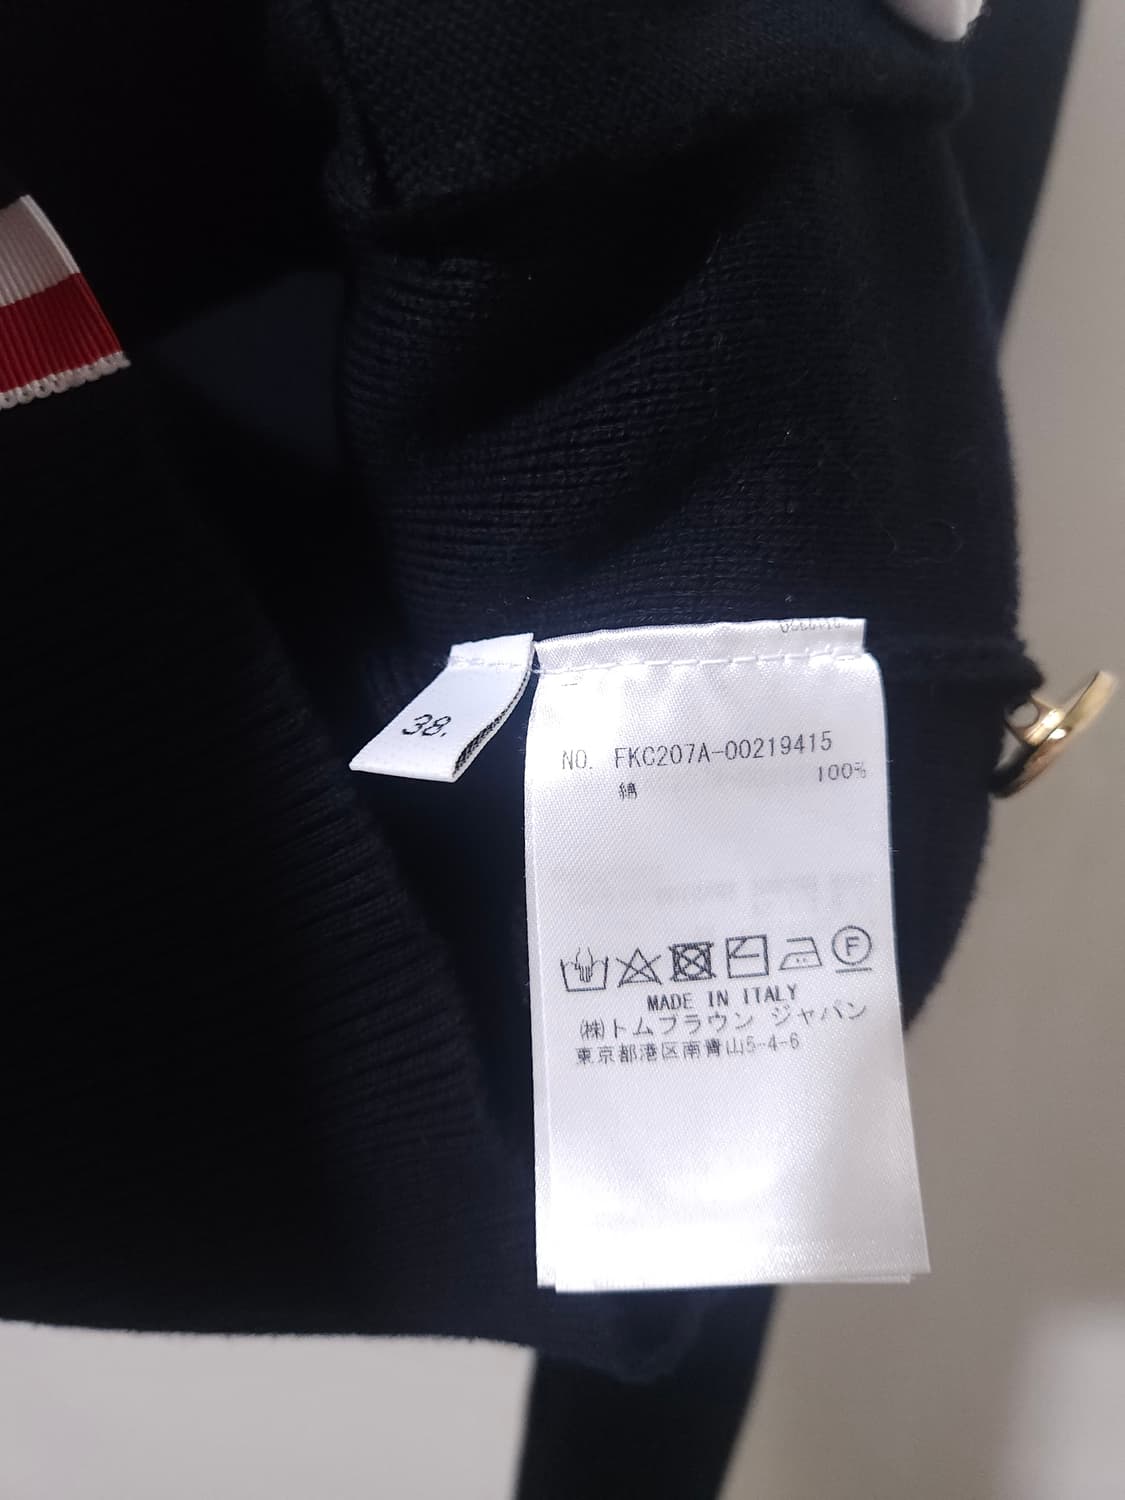 38.
NO. FKC207A-00219415
綿 100%
F
MADE IN ITALY
㈱トムブラウン ジャパン
東京都港区南青山5-4-6